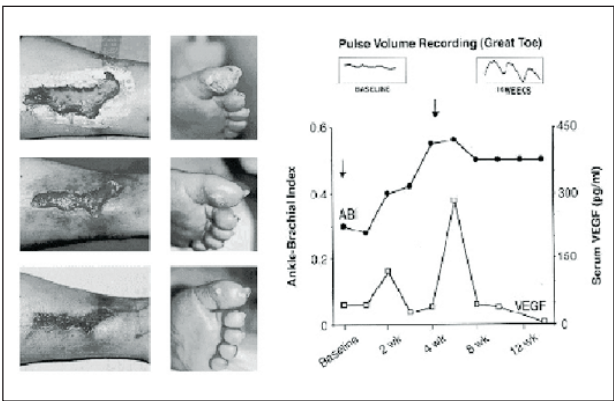 Pulse Volume Recording (Great Toe)
BASELINE
WEEKS
0.6
0.4
0.2
0
Ankle-Brachial Index
ABI
VEGF
450
300
150
0
Serum VEGF (pg/ml)
Baseline
2 wk
4 wk
8 wk
12 wk